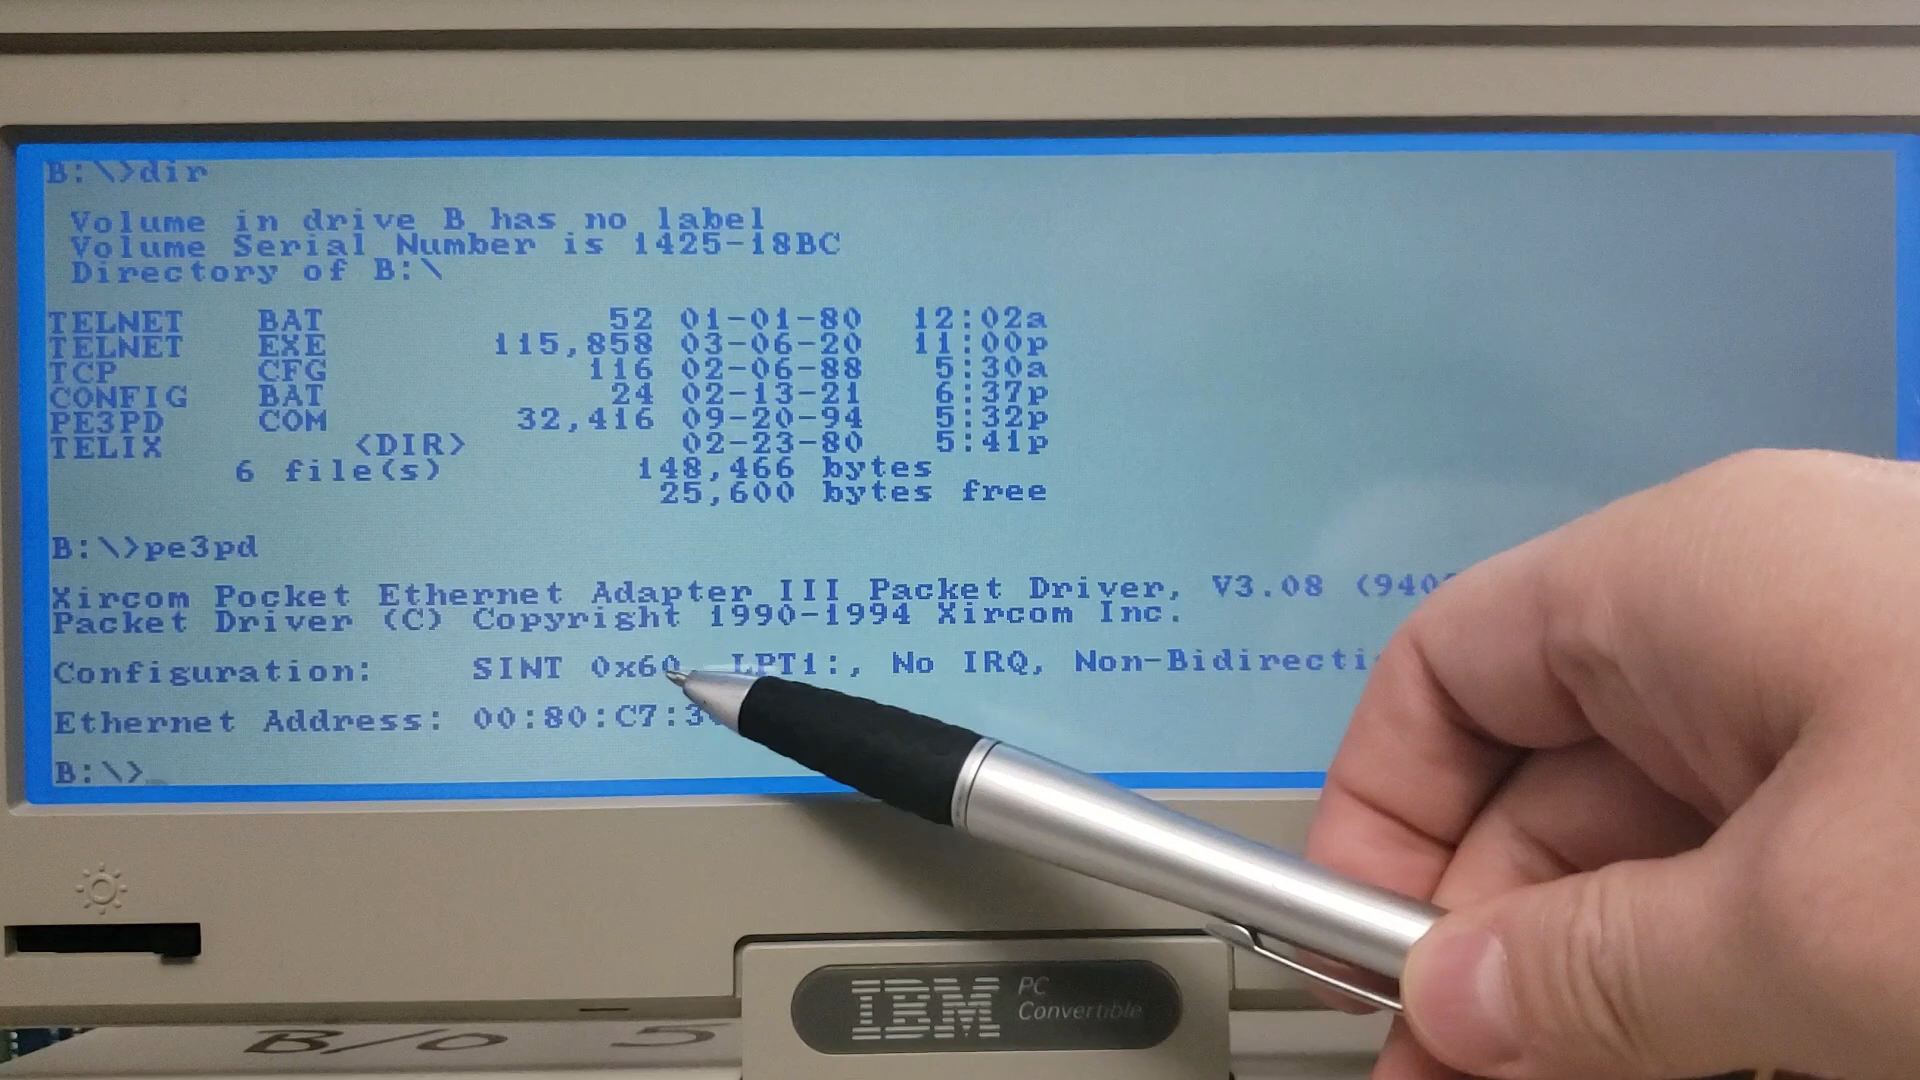 B:\>dir
Volume in drive B has no label
Volume Serial Number is 1425-18BC
Directory of B:\
TELNET BAT 52 01-01-80 12:02a
TELNET EXE 115,858 03-06-20 11:00p
TCP CFG 116 02-06-88 5:30a
CONFIG BAT 24 02-13-21 6:37p
PE3PD COM 32,416 09-20-94 5:32p
TELIX <DIR> 02-23-80 5:41p
6 file(s) 148,466 bytes
25,600 bytes free
B:\>pe3pd
Xircom Pocket Ethernet Adapter III Packet Driver, V3.08 (940
Packet Driver (C) Copyright 1990-1994 Xircom Inc.
Configuration: SINT 0x60, LPT1:, No IRQ, Non-Bidirecti
Ethernet Address: 00:80:C7:3
B:\>_
IBM PC
Convertible
B/O 5